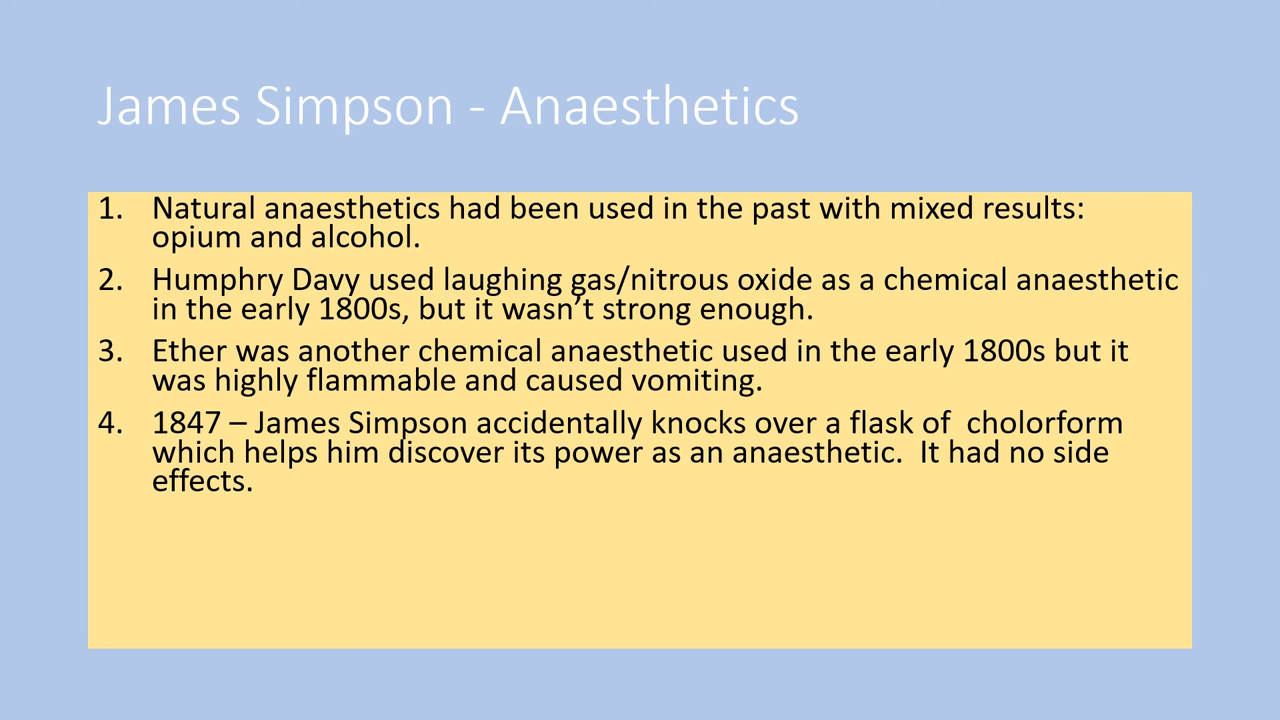 James Simpson - Anaesthetics
1. Natural anaesthetics had been used in the past with mixed results:
opium and alcohol.
2. Humphry Davy used laughing gas/nitrous oxide as a chemical anaesthetic
in the early 1800s, but it wasn’t strong enough.
3. Ether was another chemical anaesthetic used in the early 1800s but it
was highly flammable and caused vomiting.
4. 1847 – James Simpson accidentally knocks over a flask of  cholorform
which helps him discover its power as an anaesthetic.  It had no side
effects.